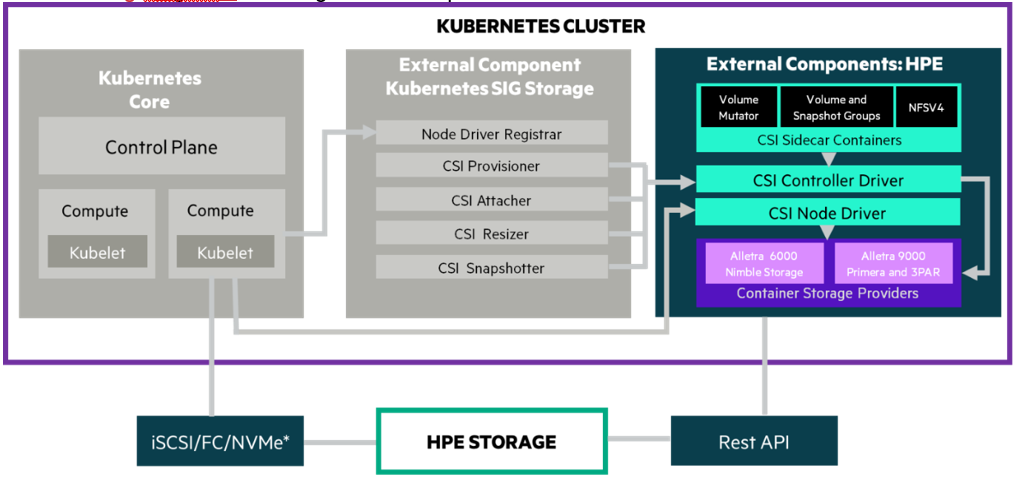 KUBERNETES CLUSTER
Kubernetes
Core
Control Plane
Compute
Kubelet
Compute
Kubelet
External Component
Kubernetes SIG Storage
Node Driver Registrar
CSI Provisioner
CSI Attacher
CSI Resizer
CSI Snapshotter
External Components: HPE
Volume
Mutator
Volume and
Snapshot Groups
NFSV4
CSI Sidecar Containers
CSI Controller Driver
CSI Node Driver
Alletra 6000
Nimble Storage
Alletra 9000
Primera and 3PAR
Container Storage Providers
iSCSI/FC/NVMe*
HPE STORAGE
Rest API